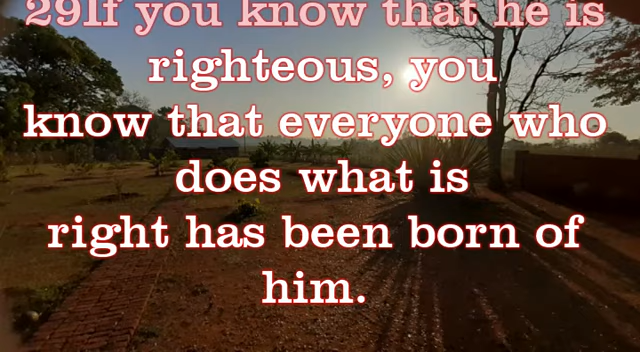 29If you know that he is
righteous, you
know that everyone who
does what is
right has been born of
him.